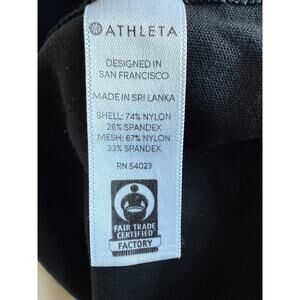 ATHLETA
DESIGNED IN
SAN FRANCISCO
MADE IN SRI LANKA
SHELL: 74% NYLON
26% SPANDEX
MESH: 67% NYLON
33% SPANDEX
RN 54023
FAIR TRADE
CERTIFIED
FACTORY